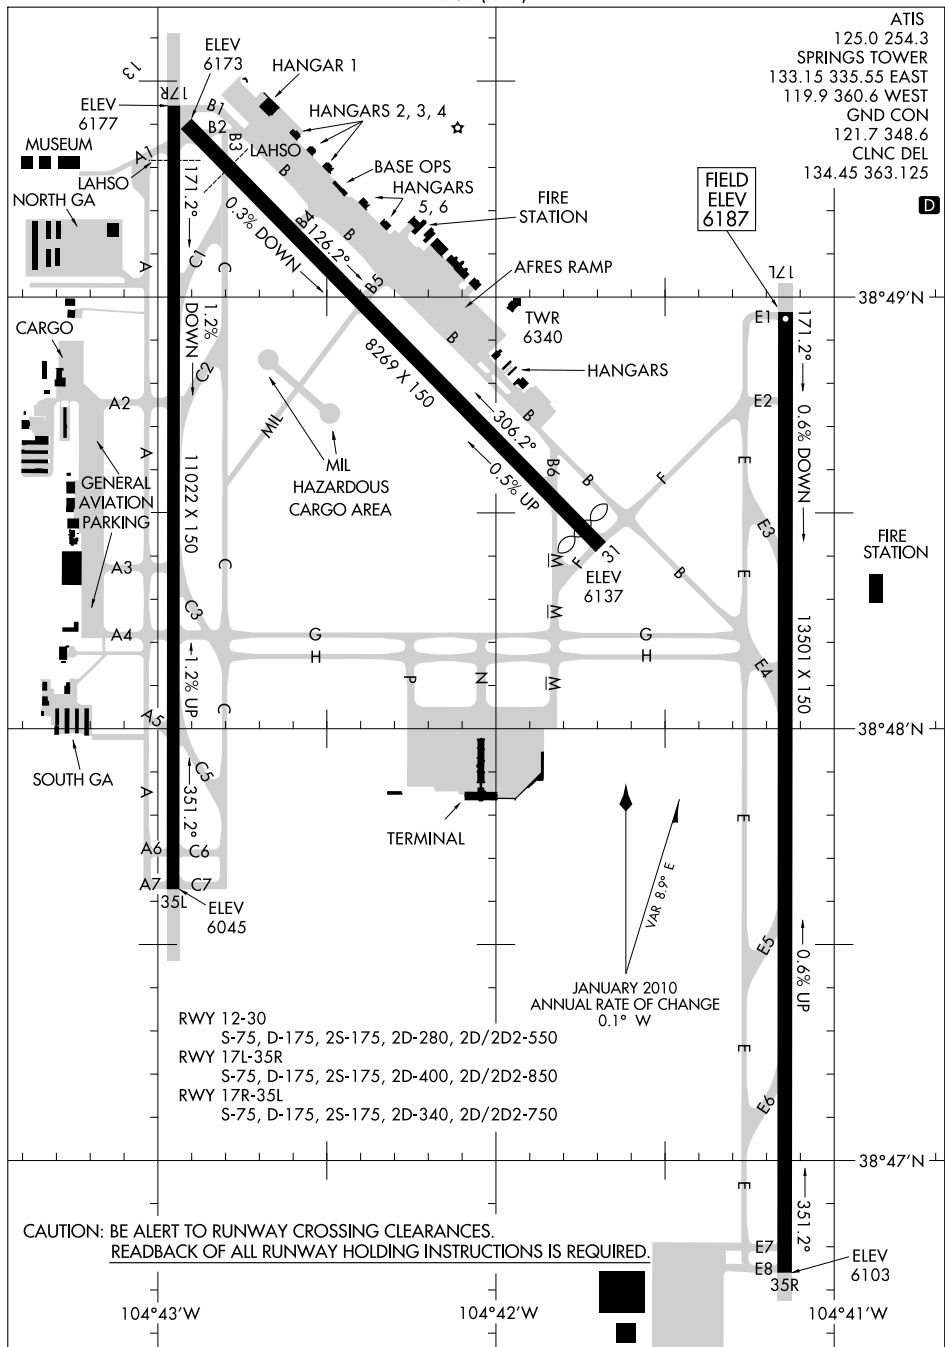 ATIS
125.0 254.3
SPRINGS TOWER
133.15 335.55 EAST
119.9 360.6 WEST
GND CON
121.7 348.6
CLNC DEL
134.45 363.125
D
FIELD
ELEV
6187
13
17R
ELEV
6173
ELEV
6177
HANGAR 1
HANGARS 2, 3, 4
B1
B2
B3
LAHSO
MUSEUM
A1
LAHSO
BASE OPS
HANGARS
5, 6
FIRE
STATION
NORTH GA
171.2°
0.3% DOWN
B
B4
126.2°
B
B5
AFRES RAMP
A
C1
C
17L
38°49'N
TWR
6340
E1
171.2°
CARGO
1.2%
DOWN
C2
8269 X 150
B
HANGARS
A2
MIL
306.2°
B
E2
0.6% DOWN
A
MIL
HAZARDOUS
CARGO AREA
0.5% UP
B6
B
F
E
GENERAL
AVIATION
PARKING
11022 X 150
E3
FIRE
STATION
A3
C
31
F
M
ELEV
6137
B
E
C3
M
A4
G
H
G
H
13501 X 150
1.2% UP
P
N
M
E4
A5
C
38°48'N
SOUTH GA
C5
A
351.2°
TERMINAL
E
A6
C6
A7
C7
35L
ELEV
6045
VAR 8.9° E
E5
0.6% UP
JANUARY 2010
ANNUAL RATE OF CHANGE
0.1° W
RWY 12-30
S-75, D-175, 2S-175, 2D-280, 2D/2D2-550
RWY 17L-35R
S-75, D-175, 2S-175, 2D-400, 2D/2D2-850
RWY 17R-35L
S-75, D-175, 2S-175, 2D-340, 2D/2D2-750
E
E6
38°47'N
E
351.2°
CAUTION: BE ALERT TO RUNWAY CROSSING CLEARANCES.
READBACK OF ALL RUNWAY HOLDING INSTRUCTIONS IS REQUIRED.
E7
E8
ELEV
6103
35R
104°43'W
104°42'W
104°41'W